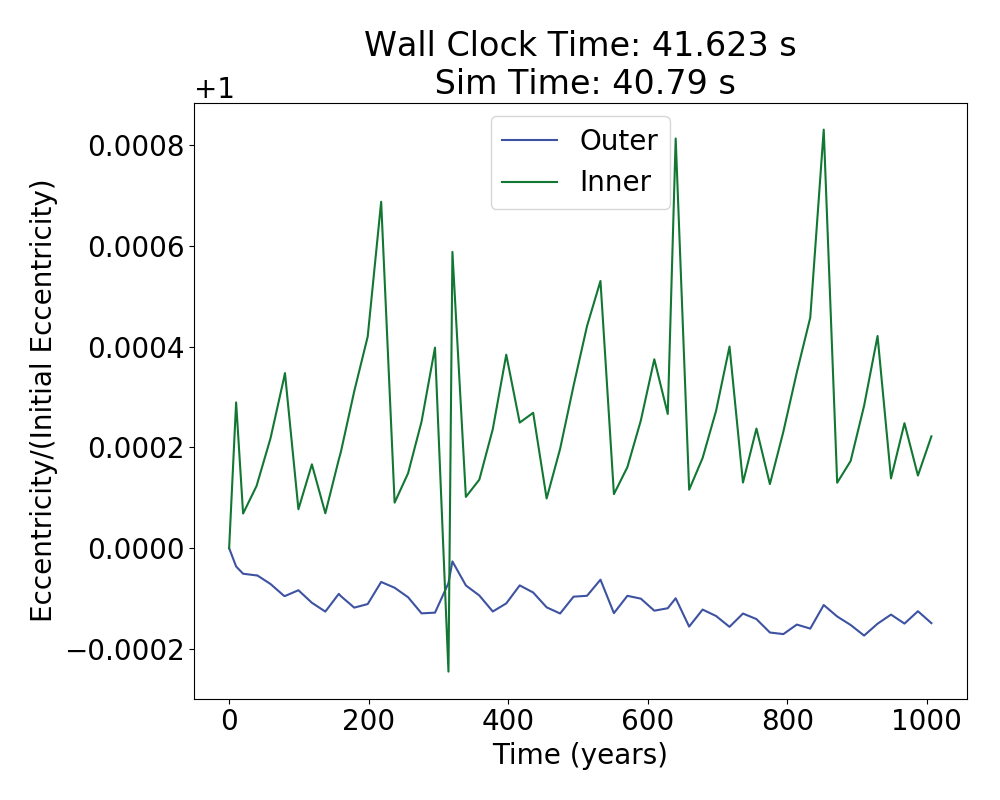 Wall Clock Time: 41.623 s
Sim Time: 40.79 s
+1
Outer
Inner
0.0008
0.0006
0.0004
0.0002
0.0000
−0.0002
Eccentricity/(Initial Eccentricity)
0
200
400
600
800
1000
Time (years)